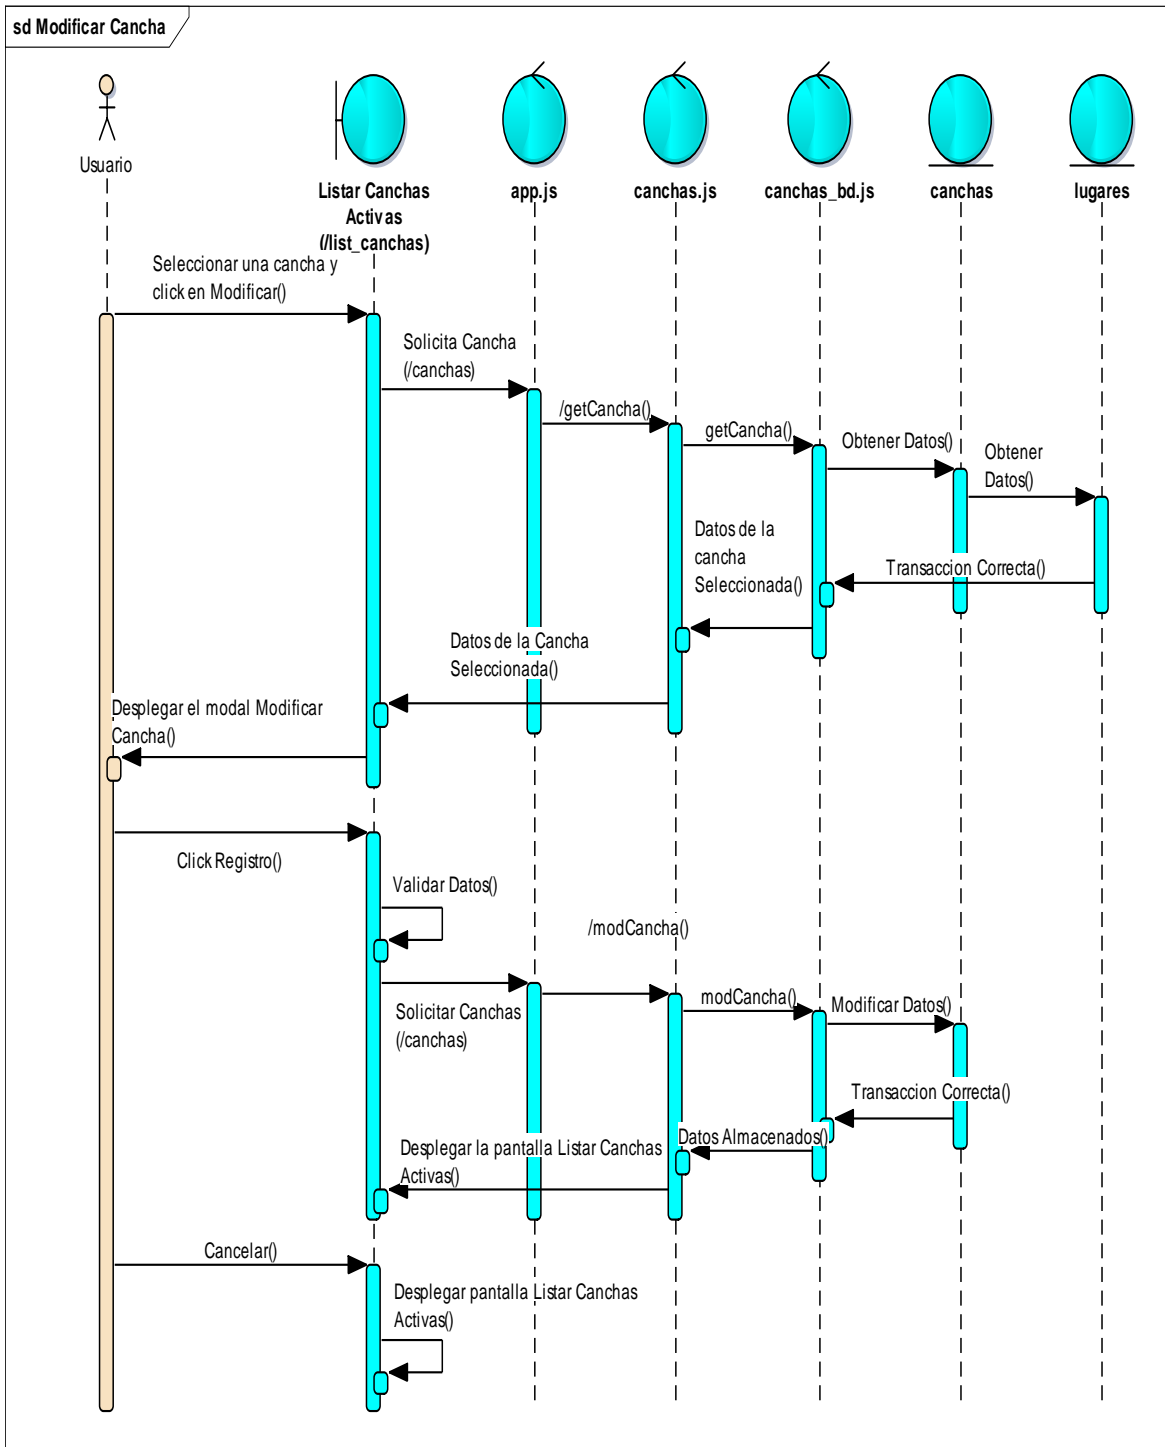 sd Modificar Cancha
Usuario
Listar Canchas
Activas
(/list_canchas)
app.js
canchas.js
canchas_bd.js
canchas
lugares
Seleccionar una cancha y
click en Modificar()
Solicita Cancha
(/canchas)
/getCancha()
getCancha()
Obtener Datos()
Obtener
Datos()
Datos de la
cancha
Seleccionada()
Transaccion Correcta()
Datos de la Cancha
Seleccionada()
Desplegar el modal Modificar
Cancha()
Click Registro()
Validar Datos()
/modCancha()
Solicitar Canchas
(/canchas)
modCancha()
Modificar Datos()
Transaccion Correcta()
Datos Almacenados()
Desplegar la pantalla Listar Canchas
Activas()
Cancelar()
Desplegar pantalla Listar Canchas
Activas()